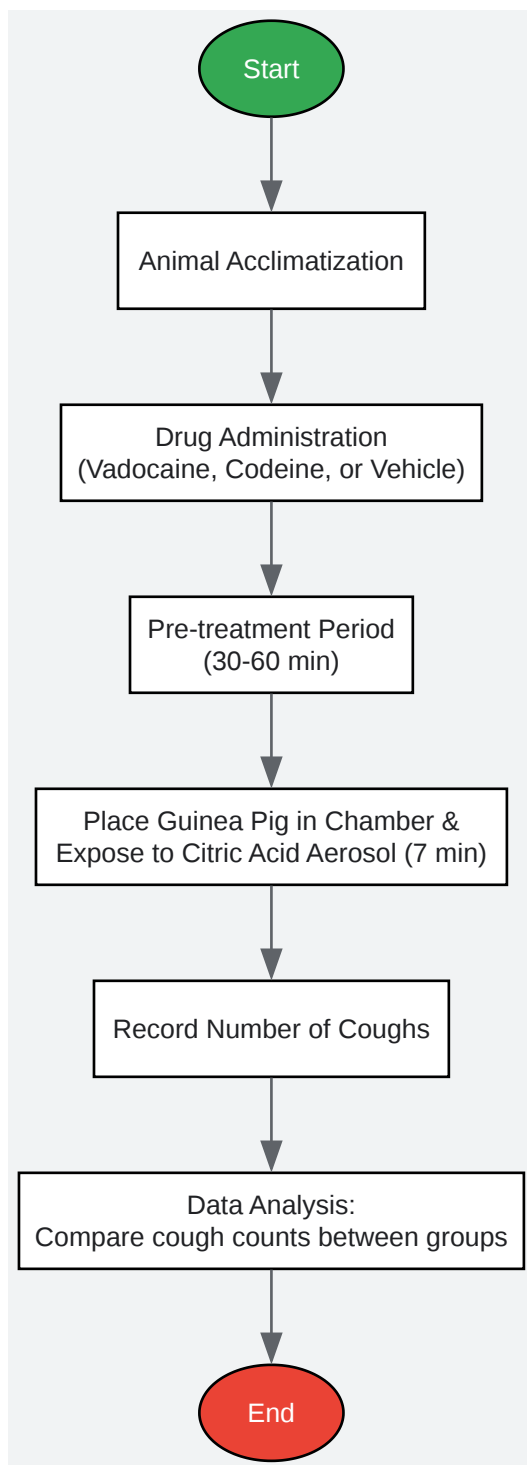 Start
Animal Acclimatization
Drug Administration
(Vadocaine, Codeine, or Vehicle)
Pre-treatment Period
(30-60 min)
Place Guinea Pig in Chamber &
Expose to Citric Acid Aerosol (7 min)
Record Number of Coughs
Data Analysis:
Compare cough counts between groups
End